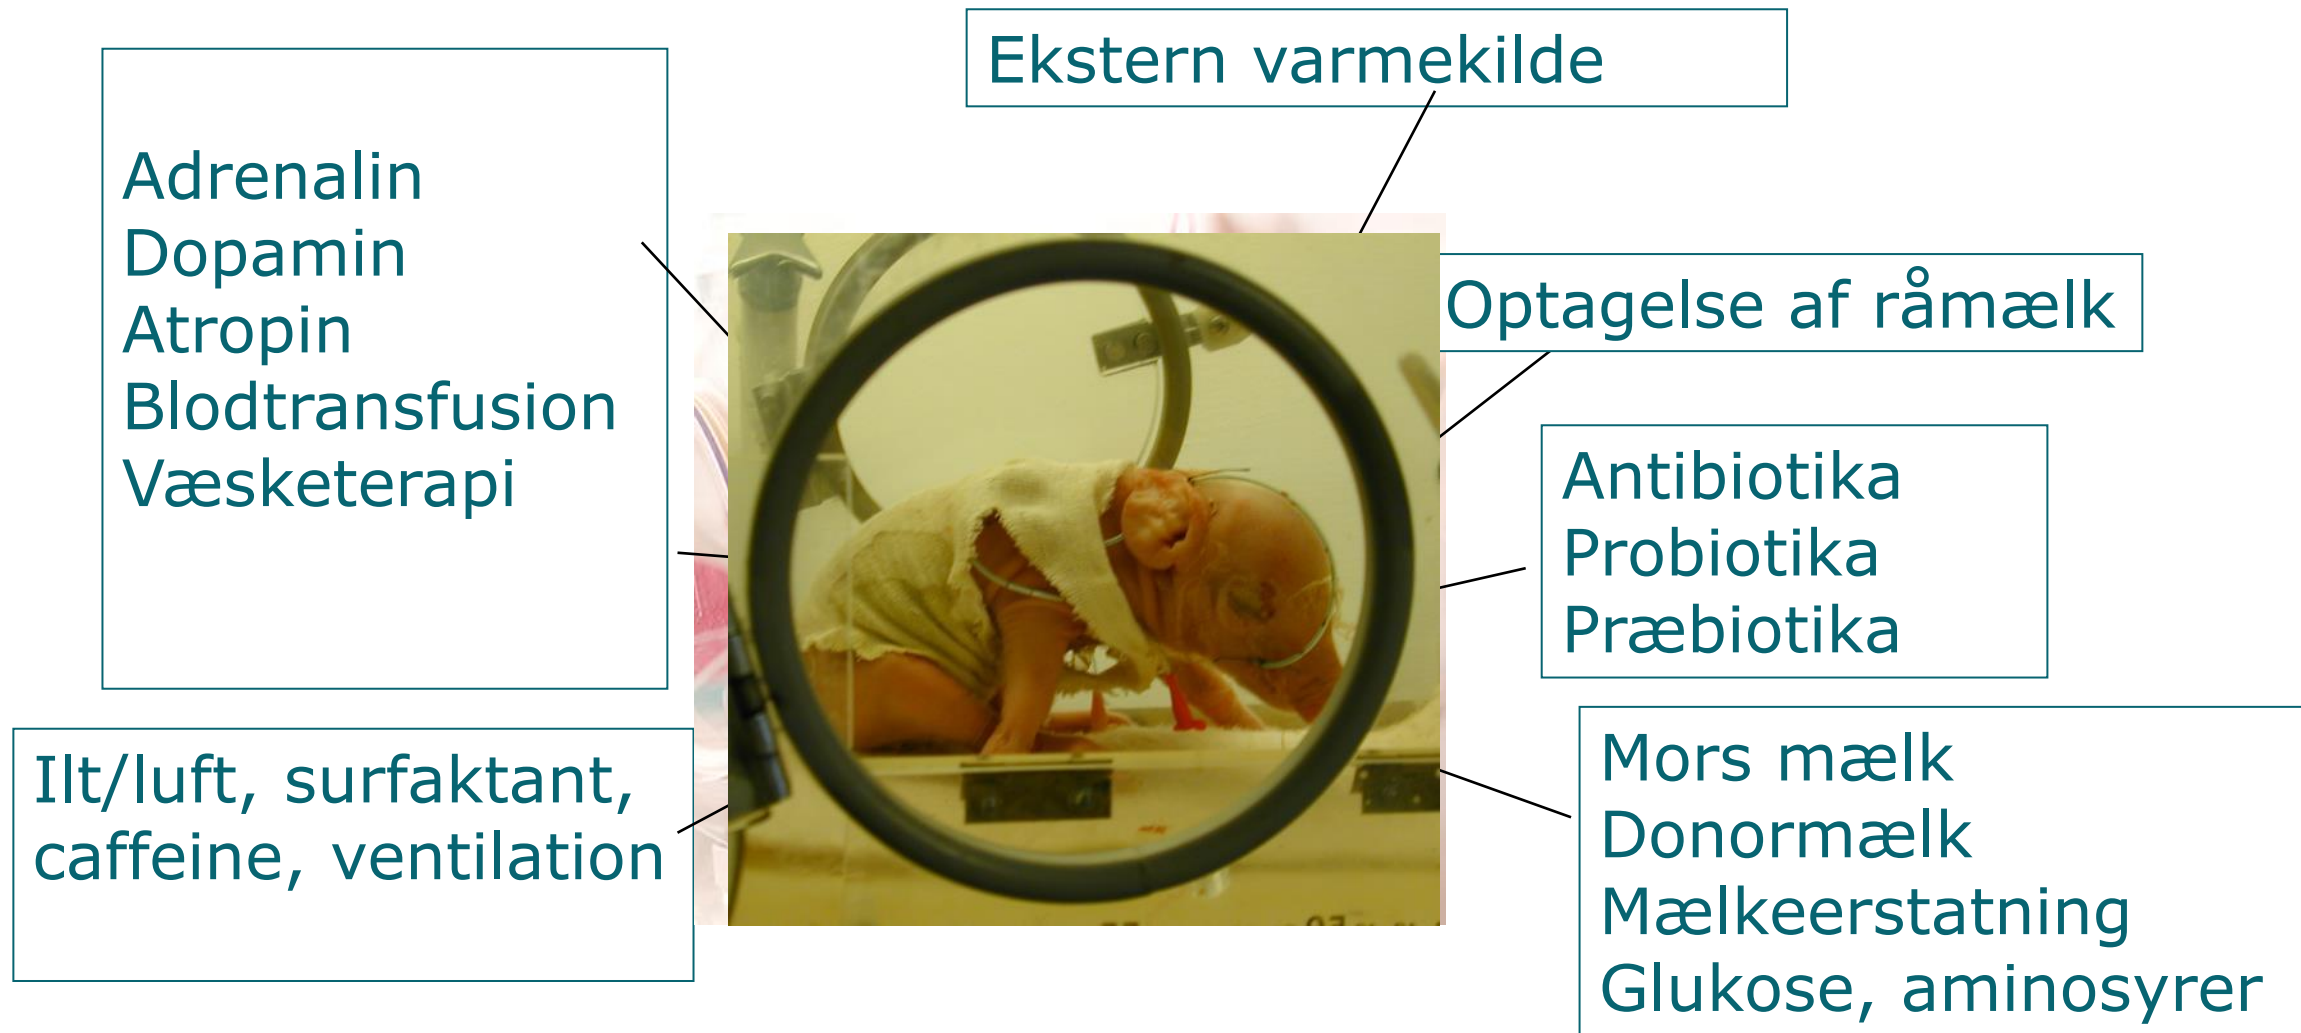 Ekstern varmekilde
Adrenalin
Dopamin
Atropin
Blodtransfusion
Væsketerapi
Optagelse af råmælk
Antibiotika
Probiotika
Præbiotika
Ilt/luft, surfaktant,
caffeine, ventilation
Mors mælk
Donormælk
Mælkeerstatning
Glukose, aminosyrer